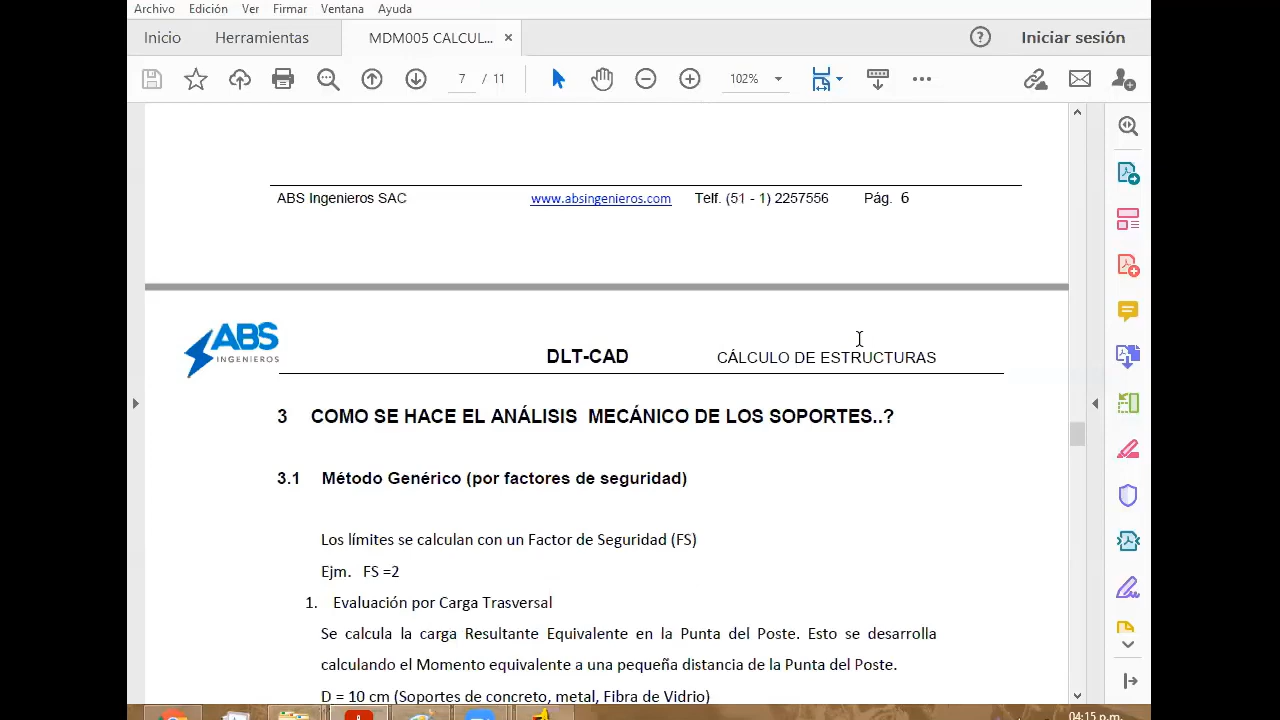 Archivo Edición Ver Firmar Ventana Ayuda
Inicio Herramientas MDM005 CALCUL... × ? Iniciar sesión
7 / 11 102%
ABS Ingenieros SAC www.absingenieros.com Telf. (51 - 1) 2257556 Pág. 6
ABS
INGENIEROS
DLT-CAD CÁLCULO DE ESTRUCTURAS
3 COMO SE HACE EL ANÁLISIS MECÁNICO DE LOS SOPORTES..?
3.1 Método Genérico (por factores de seguridad)
Los límites se calculan con un Factor de Seguridad (FS)
Ejm. FS =2
1. Evaluación por Carga Trasversal
Se calcula la carga Resultante Equivalente en la Punta del Poste. Esto se desarrolla
calculando el Momento equivalente a una pequeña distancia de la Punta del Poste.
D = 10 cm (Soportes de concreto, metal, Fibra de Vidrio)
04:15 p.m.